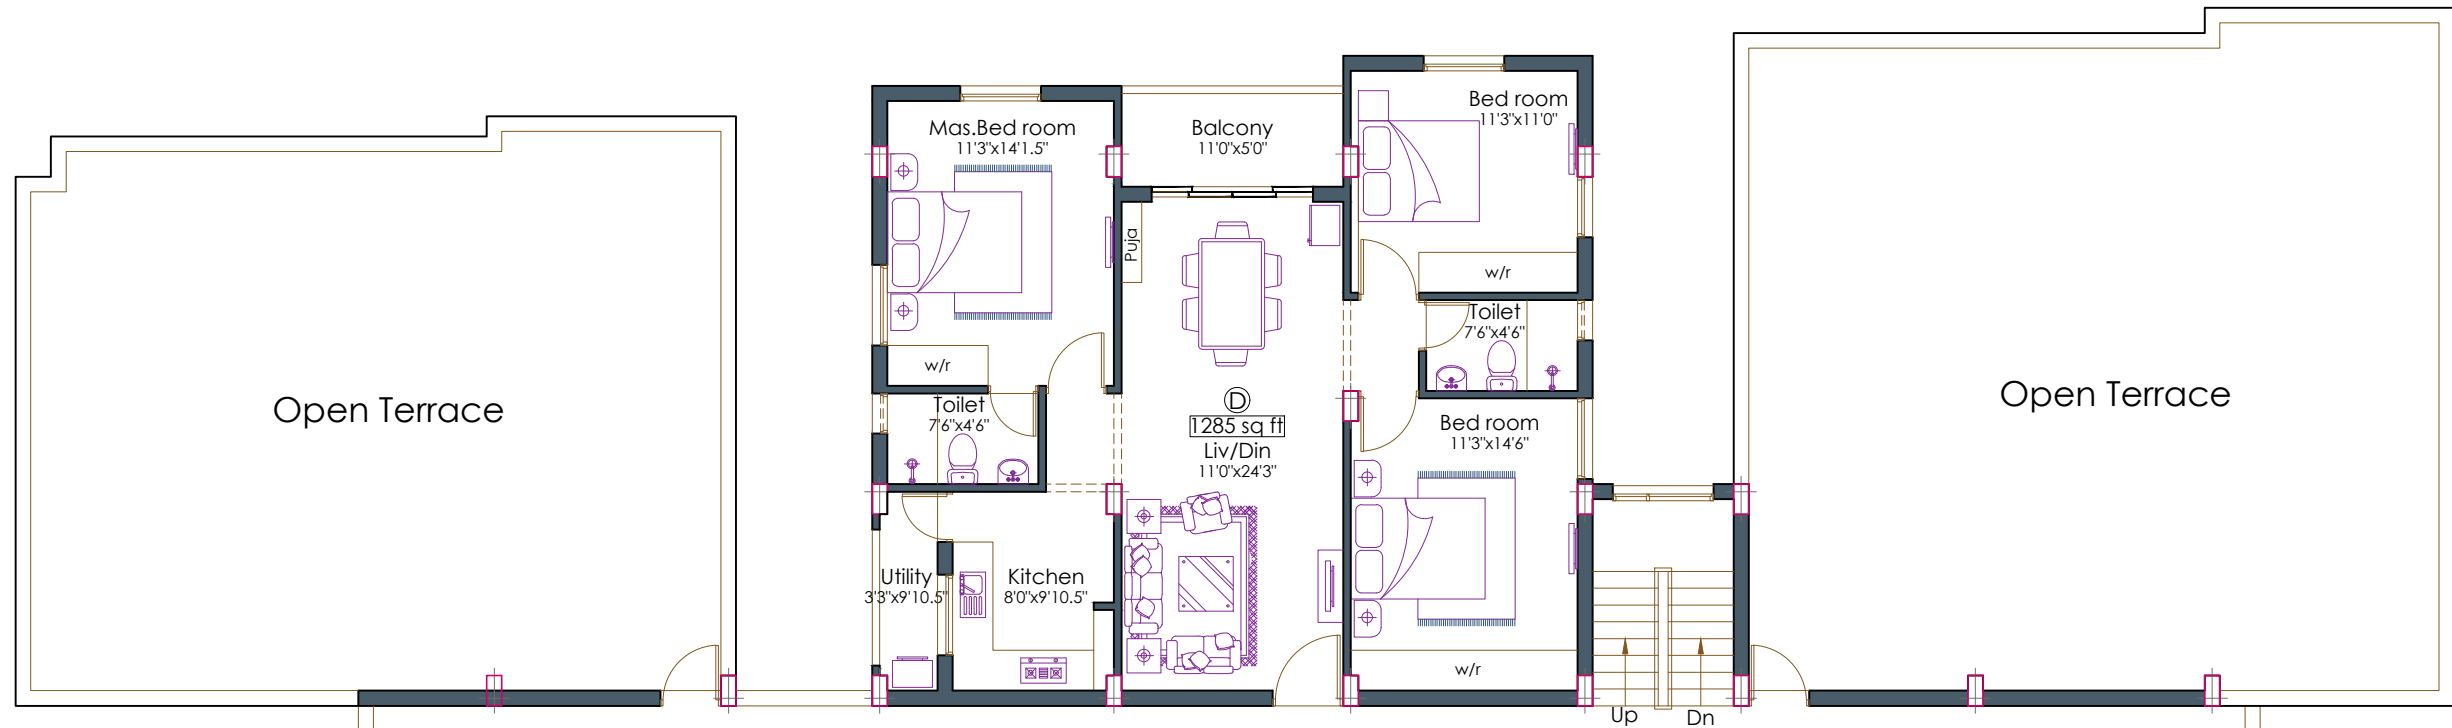 Open Terrace
Mas.Bed room
11'3"x14'1.5"
w/r
Toilet
7'6"x4'6"
Utility
3'3"x9'10.5"
Kitchen
8'0"x9'10.5"
Balcony
11'0"x5'0"
Puja
D
1285 sq ft
Liv/Din
11'0"x24'3"
Bed room
11'3"x11'0"
w/r
Toilet
7'6"x4'6"
Bed room
11'3"x14'6"
w/r
Up
Dn
Open Terrace